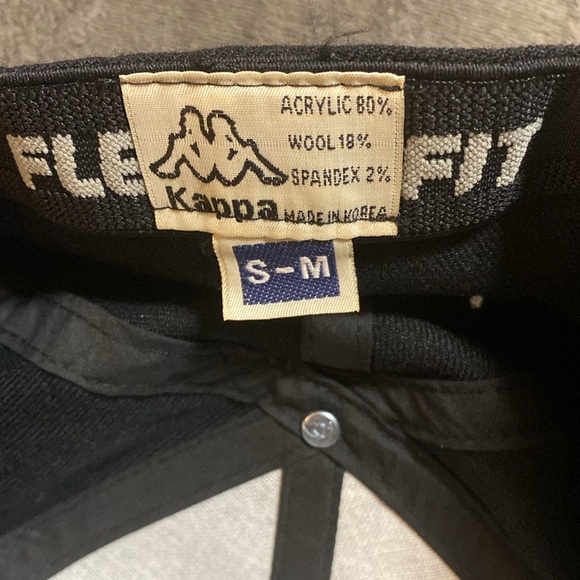 FLE FIT
ACRYLIC 80%
WOOL 18%
SPANDEX 2%
Kappa
MADE IN KOREA
S-M